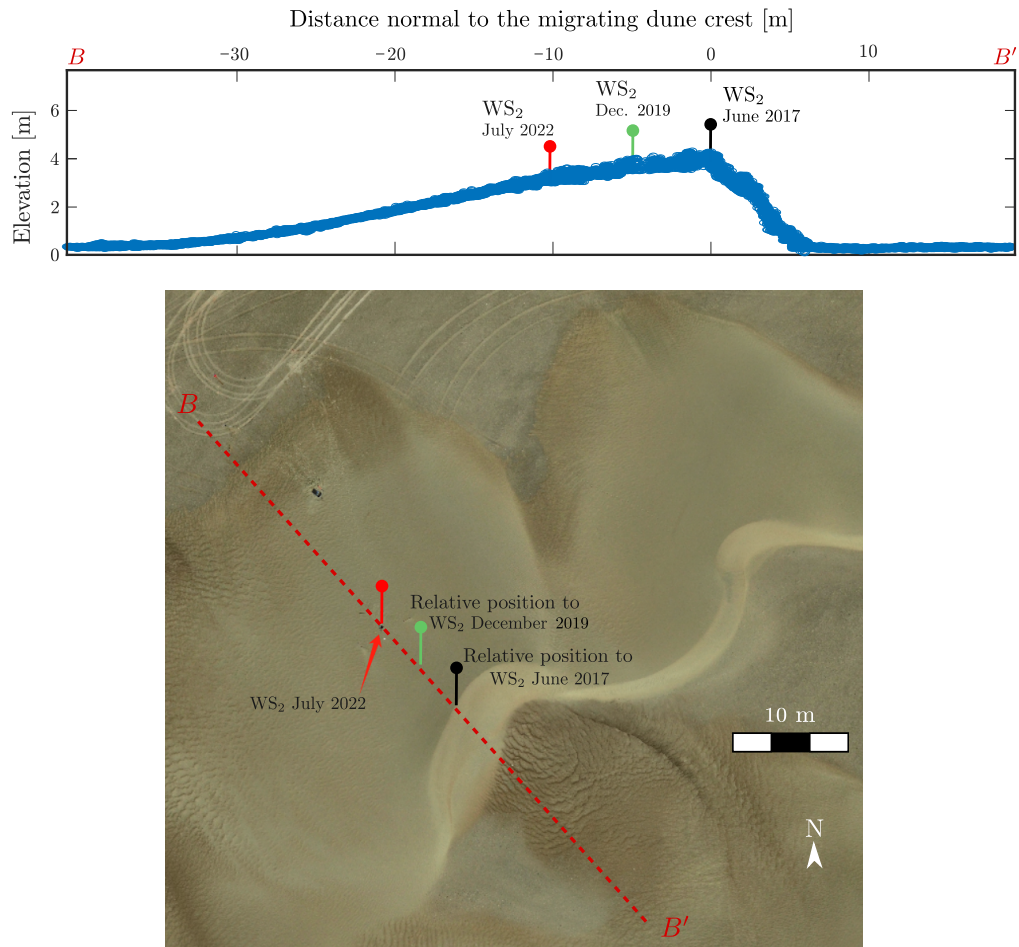 Distance normal to the migrating dune crest [m]
B −30 −20 −10 0 10 B′
Elevation [m]
6
4
2
0
WS₂
July 2022
WS₂
Dec. 2019
WS₂
June 2017
B
Relative position to
WS₂ December 2019
Relative position to
WS₂ June 2017
WS₂ July 2022
10 m
N
B′